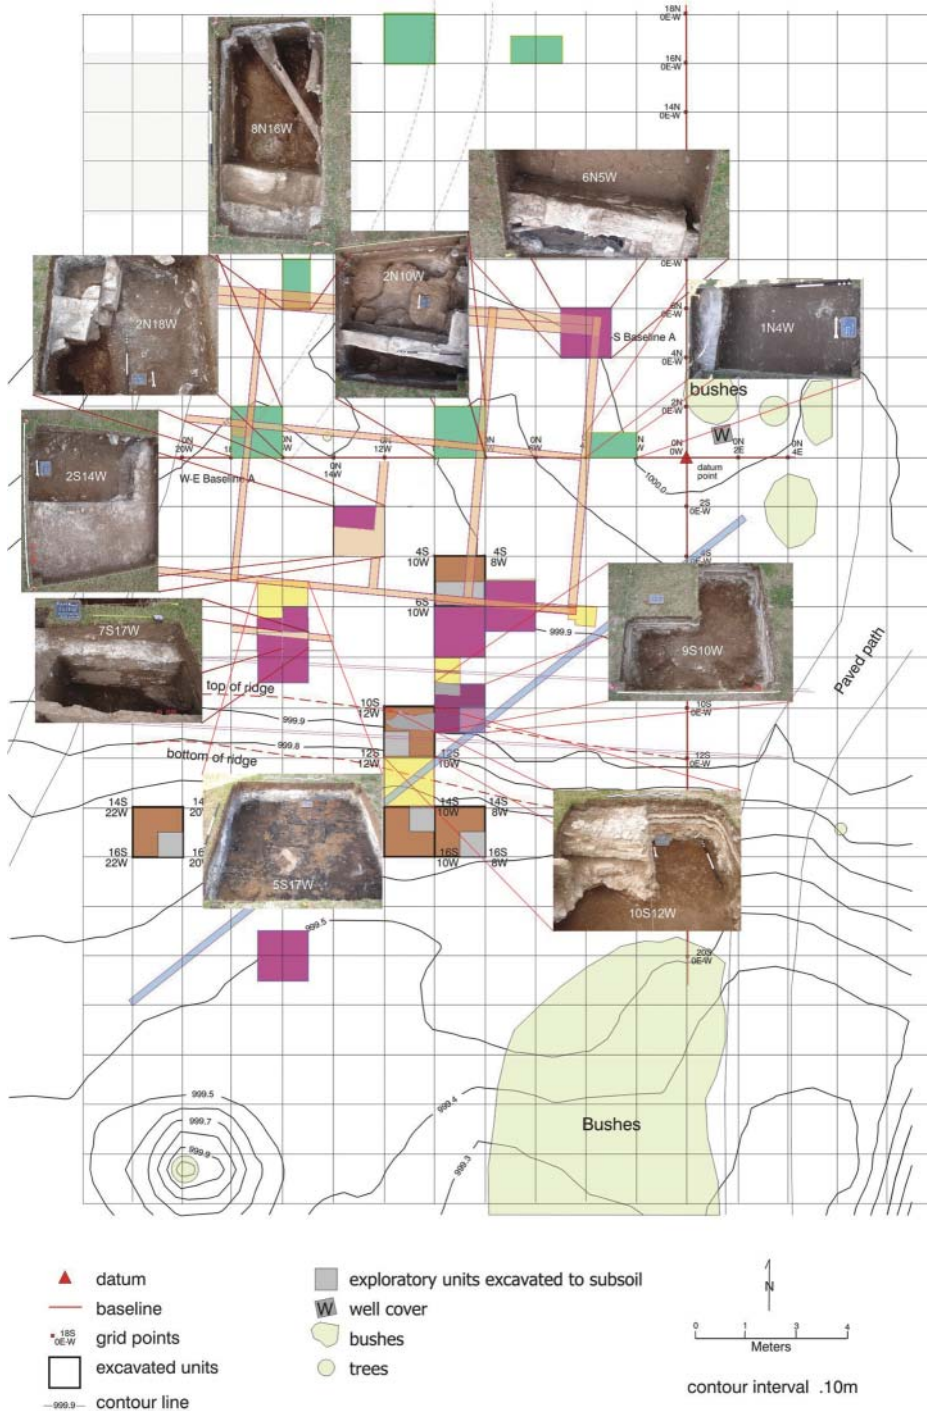 18N
0E-W
16N
0E-W
14N
0E-W
8N16W
6N5W
2N10W
2N18W
1N4W
-S Baseline A
4N
0E-W
bushes
2N
0E-W
W
0N
20W
0N
12W
0N
0W
0N
2E
0N
4E
W-E Baseline A
0N
14W
datum
point
1000.0
2S
0E-W
2S14W
4S
10W
4S
8W
6S
10W
999.9
7S17W
9S10W
Paved path
top of ridge
10S
12W
10S
0E-W
999.9
999.8
bottom of ridge
12S
12W
12S
10W
12S
0E-W
14S
22W
14S
10W
14S
8W
16S
22W
16S
10W
16S
8W
5S17W
10S12W
999.5
20S
0E-W
999.5
999.7
999.9
999.4
999.3
Bushes
datum
baseline
18S
0E-W
grid points
excavated units
999.9
contour line
exploratory units excavated to subsoil
W
well cover
bushes
trees
N
0 1 2 3 4
Meters
contour interval .10m